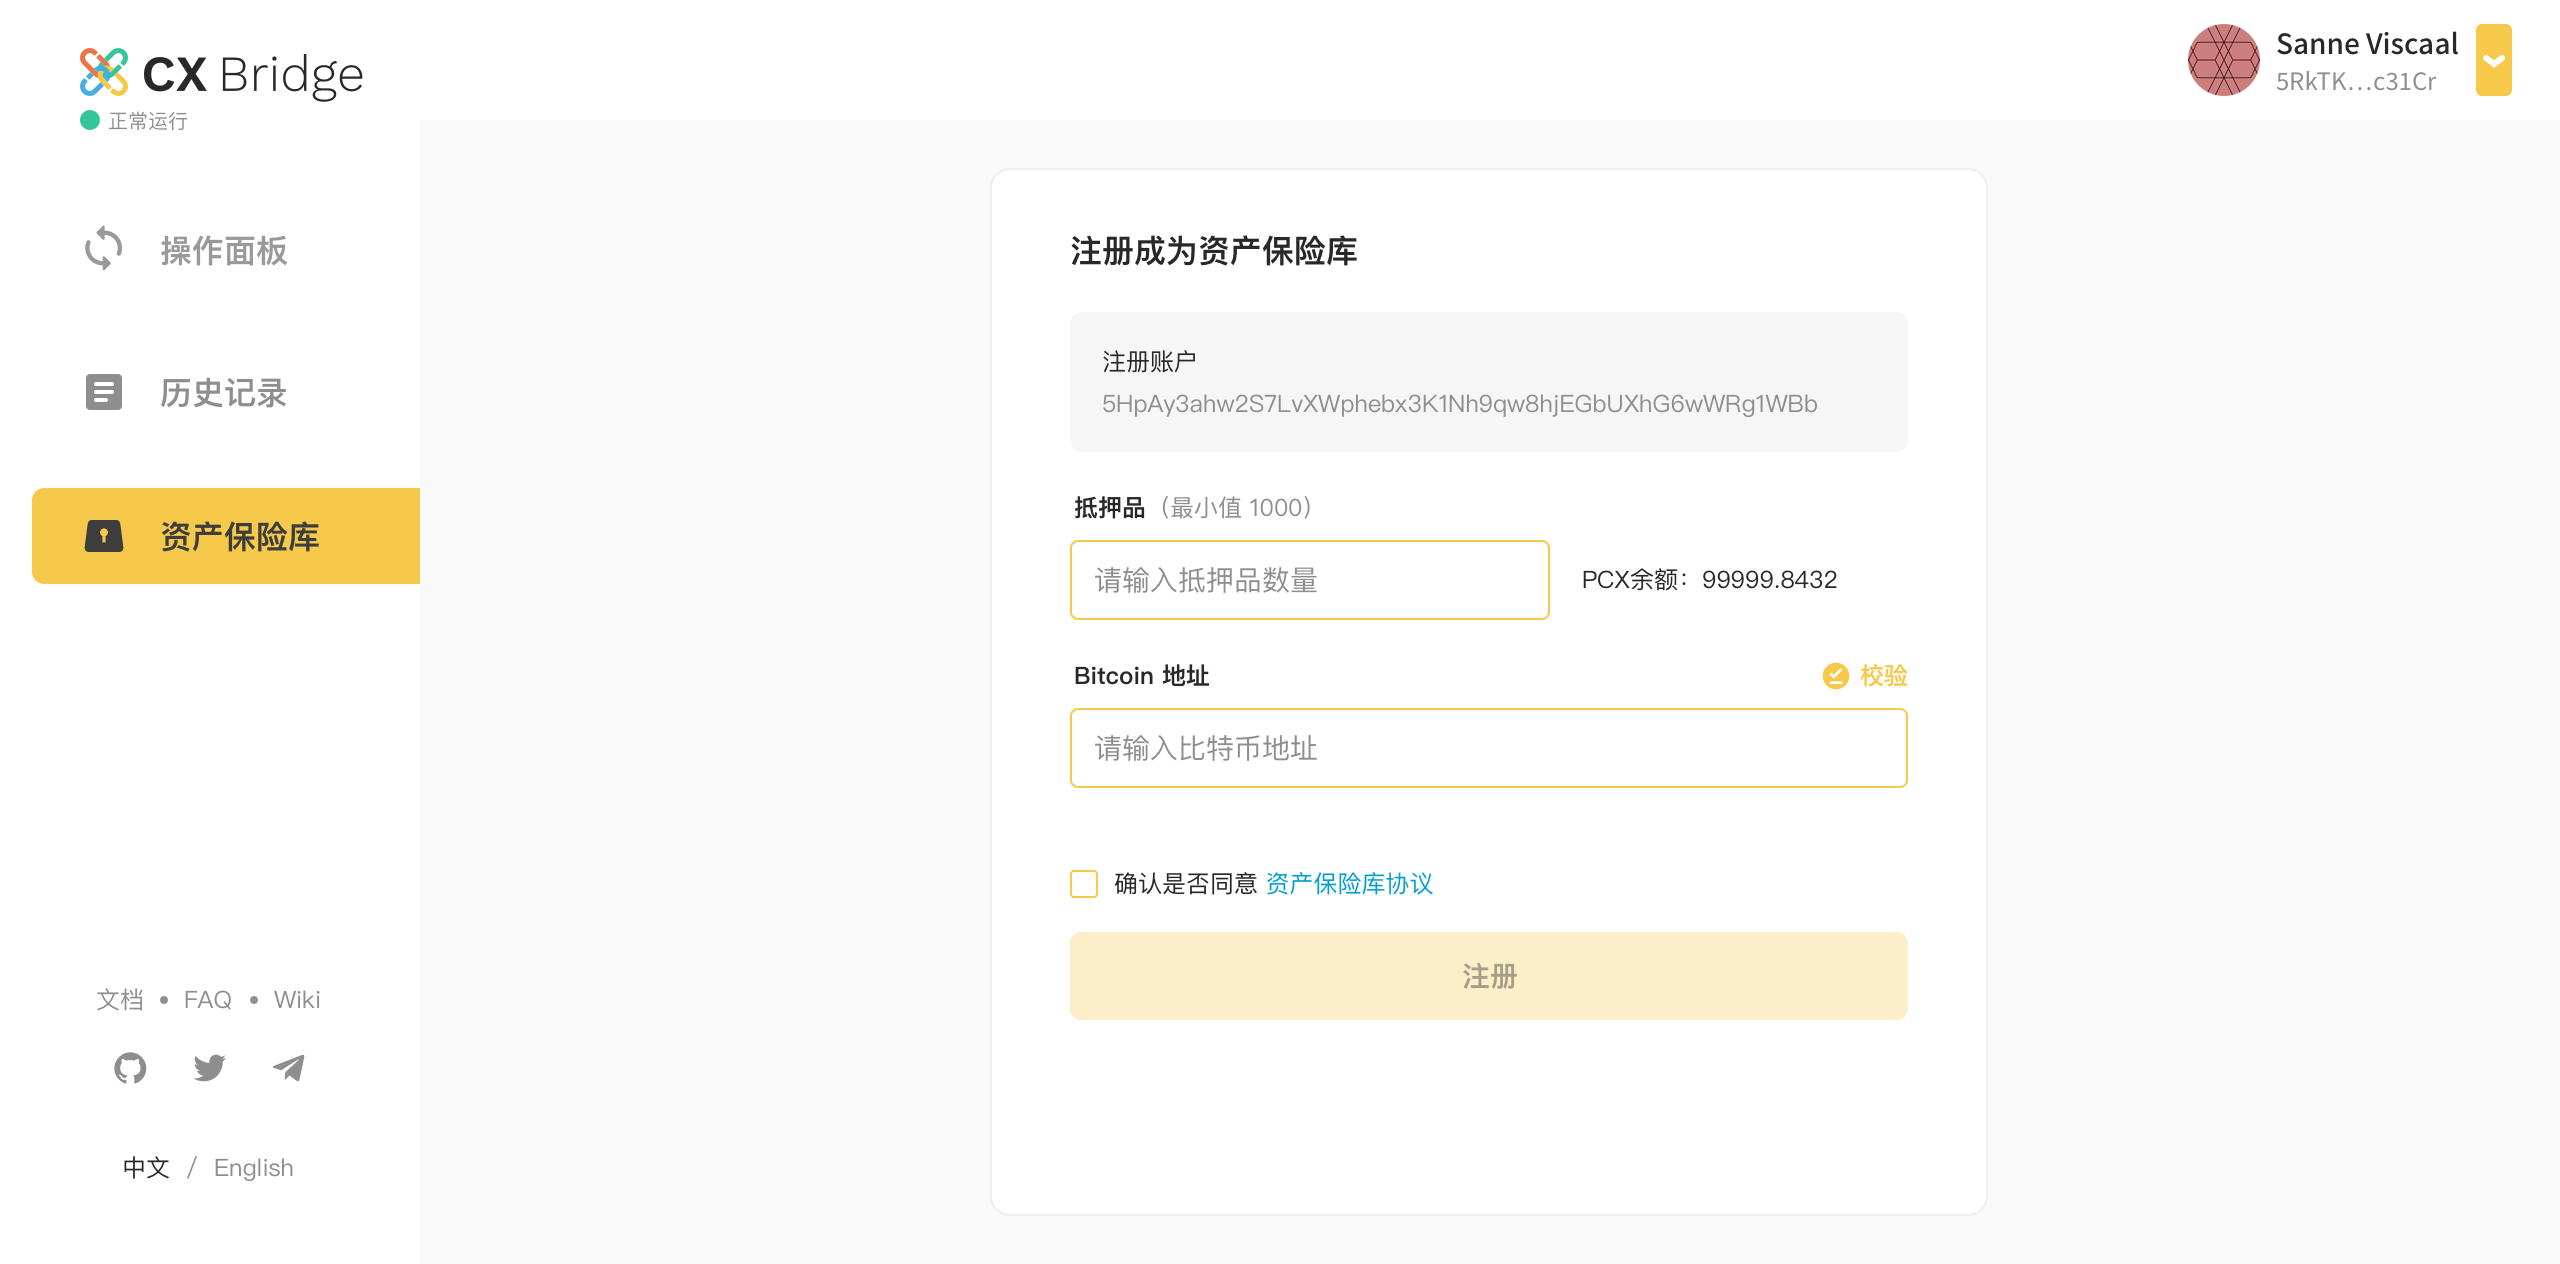 CX Bridge
正常运行
Sanne Viscaal
5RkTK...c31Cr
操作面板
历史记录
资产保险库
文档 • FAQ • Wiki
中文 / English
注册成为资产保险库
注册账户
5HpAy3ahw2S7LvXWphebx3K1Nh9qw8hjEGbUXhG6wWRg1WBb
抵押品（最小值 1000）
请输入抵押品数量
PCX余额：99999.8432
Bitcoin 地址
校验
请输入比特币地址
确认是否同意 资产保险库协议
注册